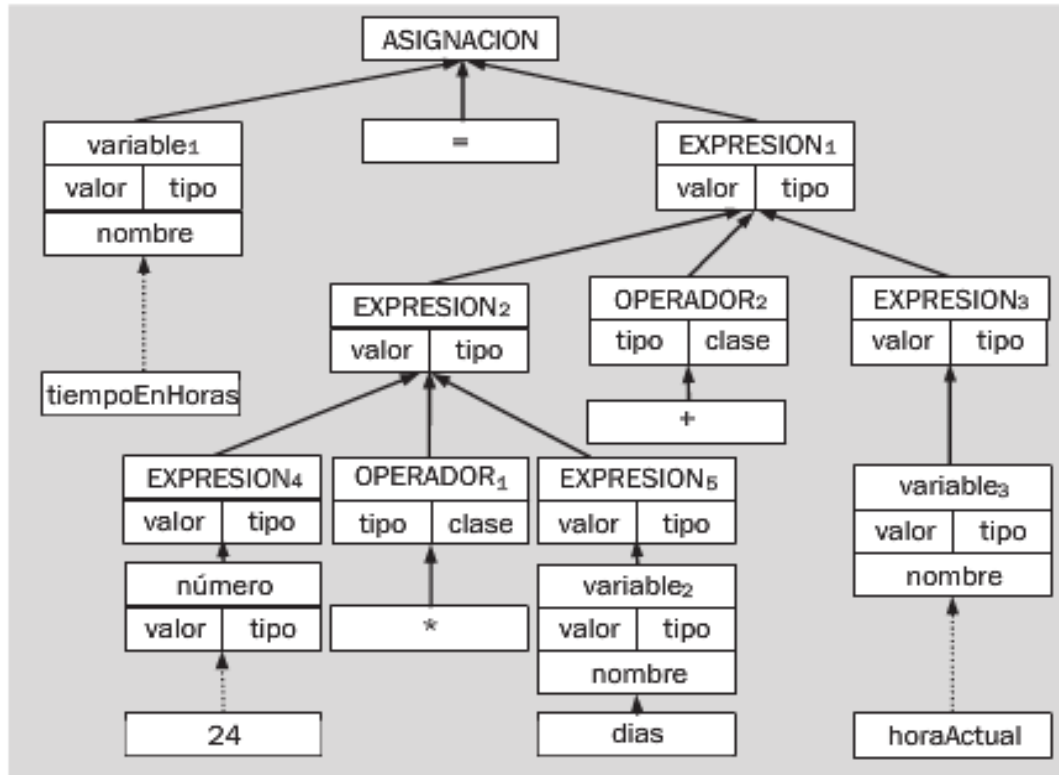 ASIGNACION
variable₁
=
EXPRESION₁
valor tipo
valor tipo
nombre
EXPRESION₂
OPERADOR₂
EXPRESION₃
valor tipo
tipo clase
valor tipo
tiempoEnHoras
+
EXPRESION₄
OPERADOR₁
EXPRESION₅
variable₃
valor tipo
tipo clase
valor tipo
valor tipo
número
variable₂
nombre
valor tipo
*
valor tipo
nombre
24
dias
horaActual